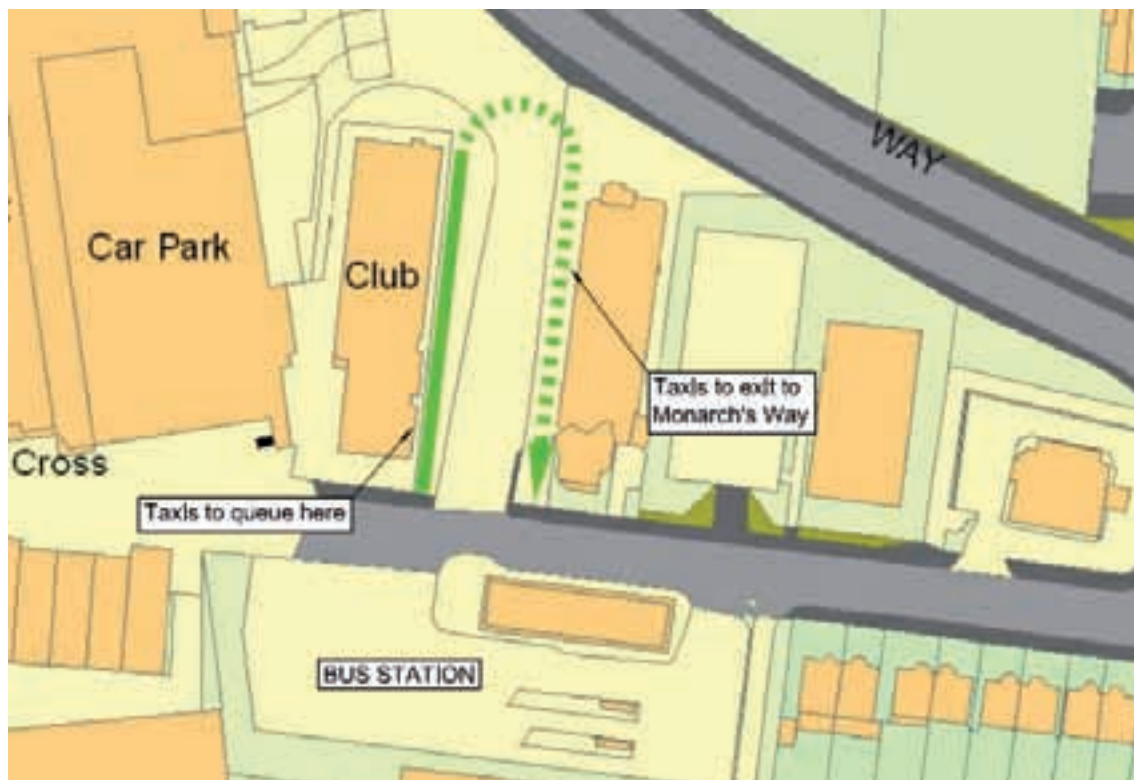 WAY
Car Park
Club
Taxis to exit to
Monarch's Way
Cross
Taxis to queue here
BUS STATION